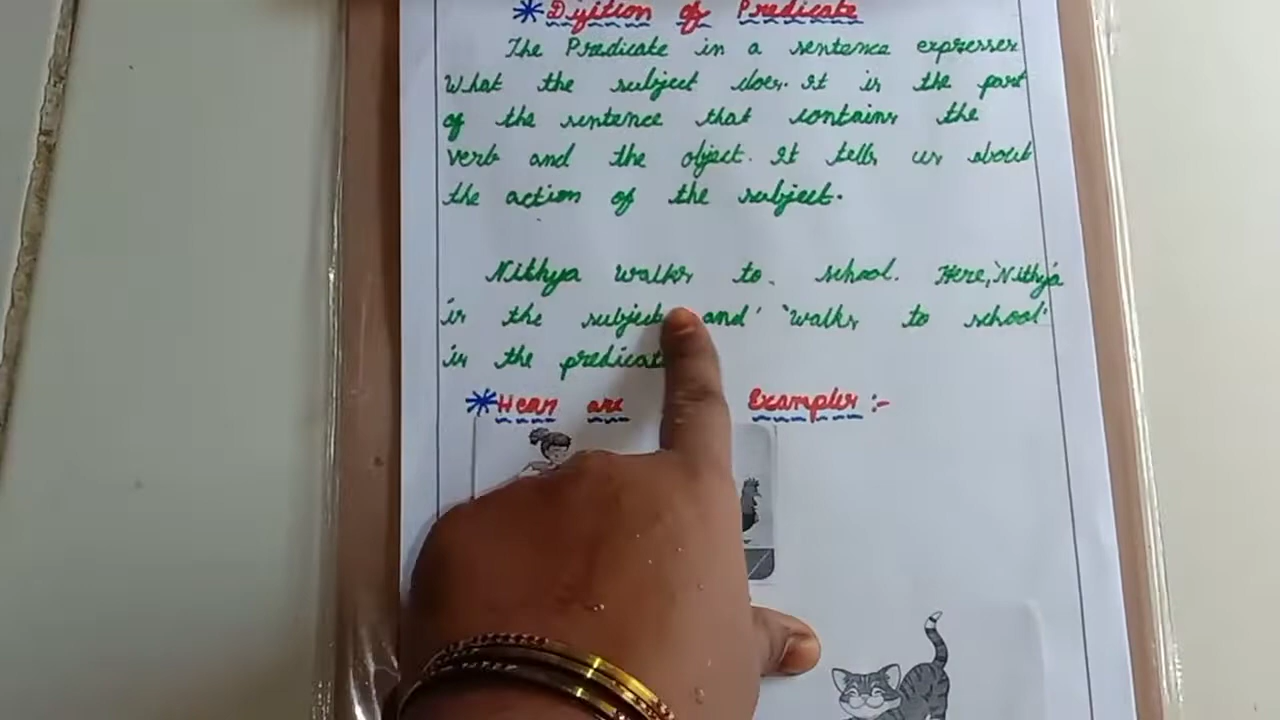 *Difition of Predicate
The Predicate in a sentence expresses
What the subject does. It is the part
of the sentence that contains the
verb and the object. It tells us about
the action of the subject.
Nithya walks to school. Here, 'Nithya
is the subject and' 'walks to school'
is the predicate
*Hear are Examples :-